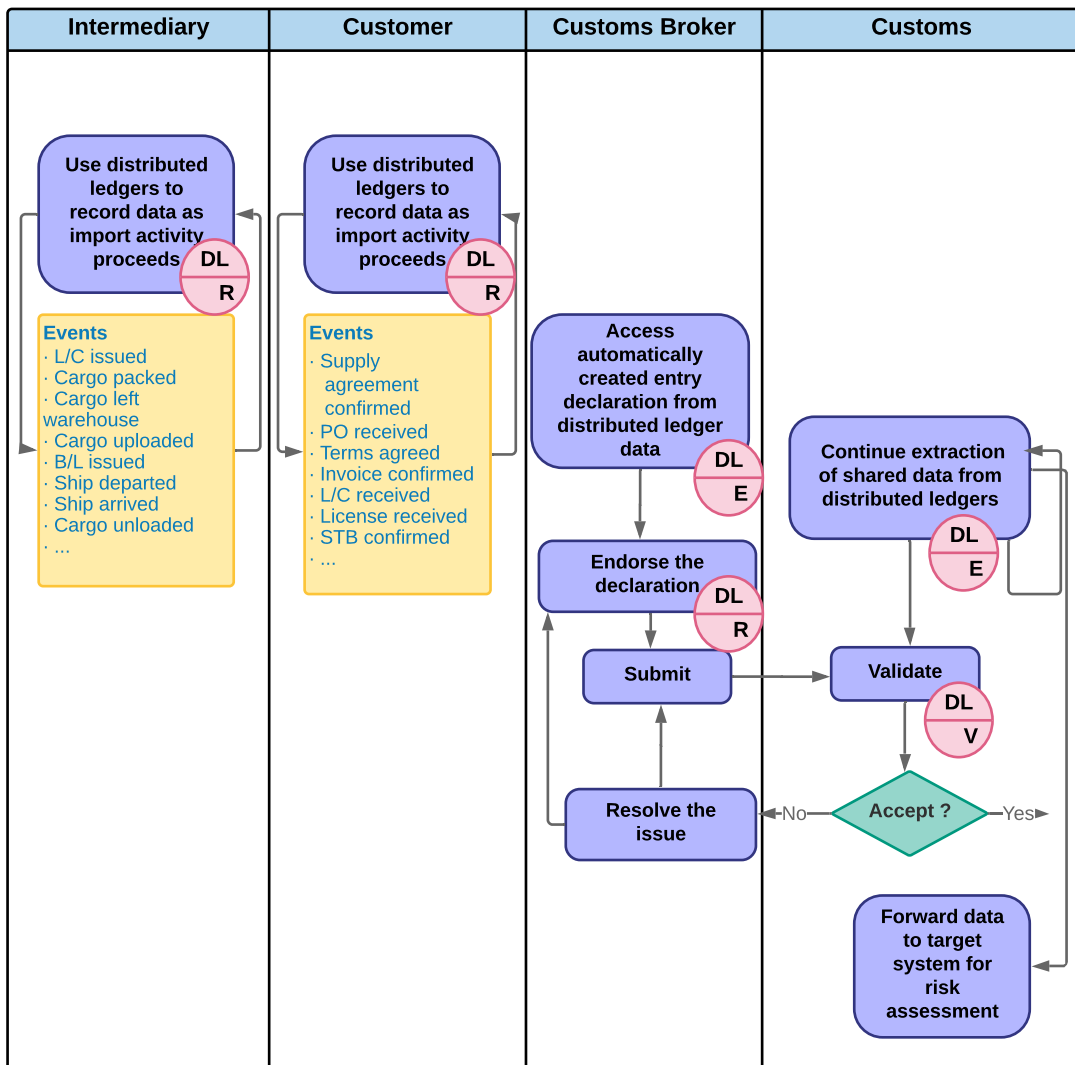 Intermediary
Customer
Customs Broker
Customs
Use distributed
ledgers to
record data as
import activity
proceeds
DL
R
Events
· L/C issued
· Cargo packed
· Cargo left
warehouse
· Cargo uploaded
· B/L issued
· Ship departed
· Ship arrived
· Cargo unloaded
· ...
Use distributed
ledgers to
record data as
import activity
proceeds
DL
R
Events
· Supply
agreement
confirmed
· PO received
· Terms agreed
· Invoice confirmed
· L/C received
· License received
· STB confirmed
· ...
Access
automatically
created entry
declaration from
distributed ledger
data
DL
E
Endorse the
declaration
DL
R
Submit
Resolve the
issue
Continue extraction
of shared data from
distributed ledgers
DL
E
Validate
DL
V
Accept ?
No
Yes
Forward data
to target
system for
risk
assessment